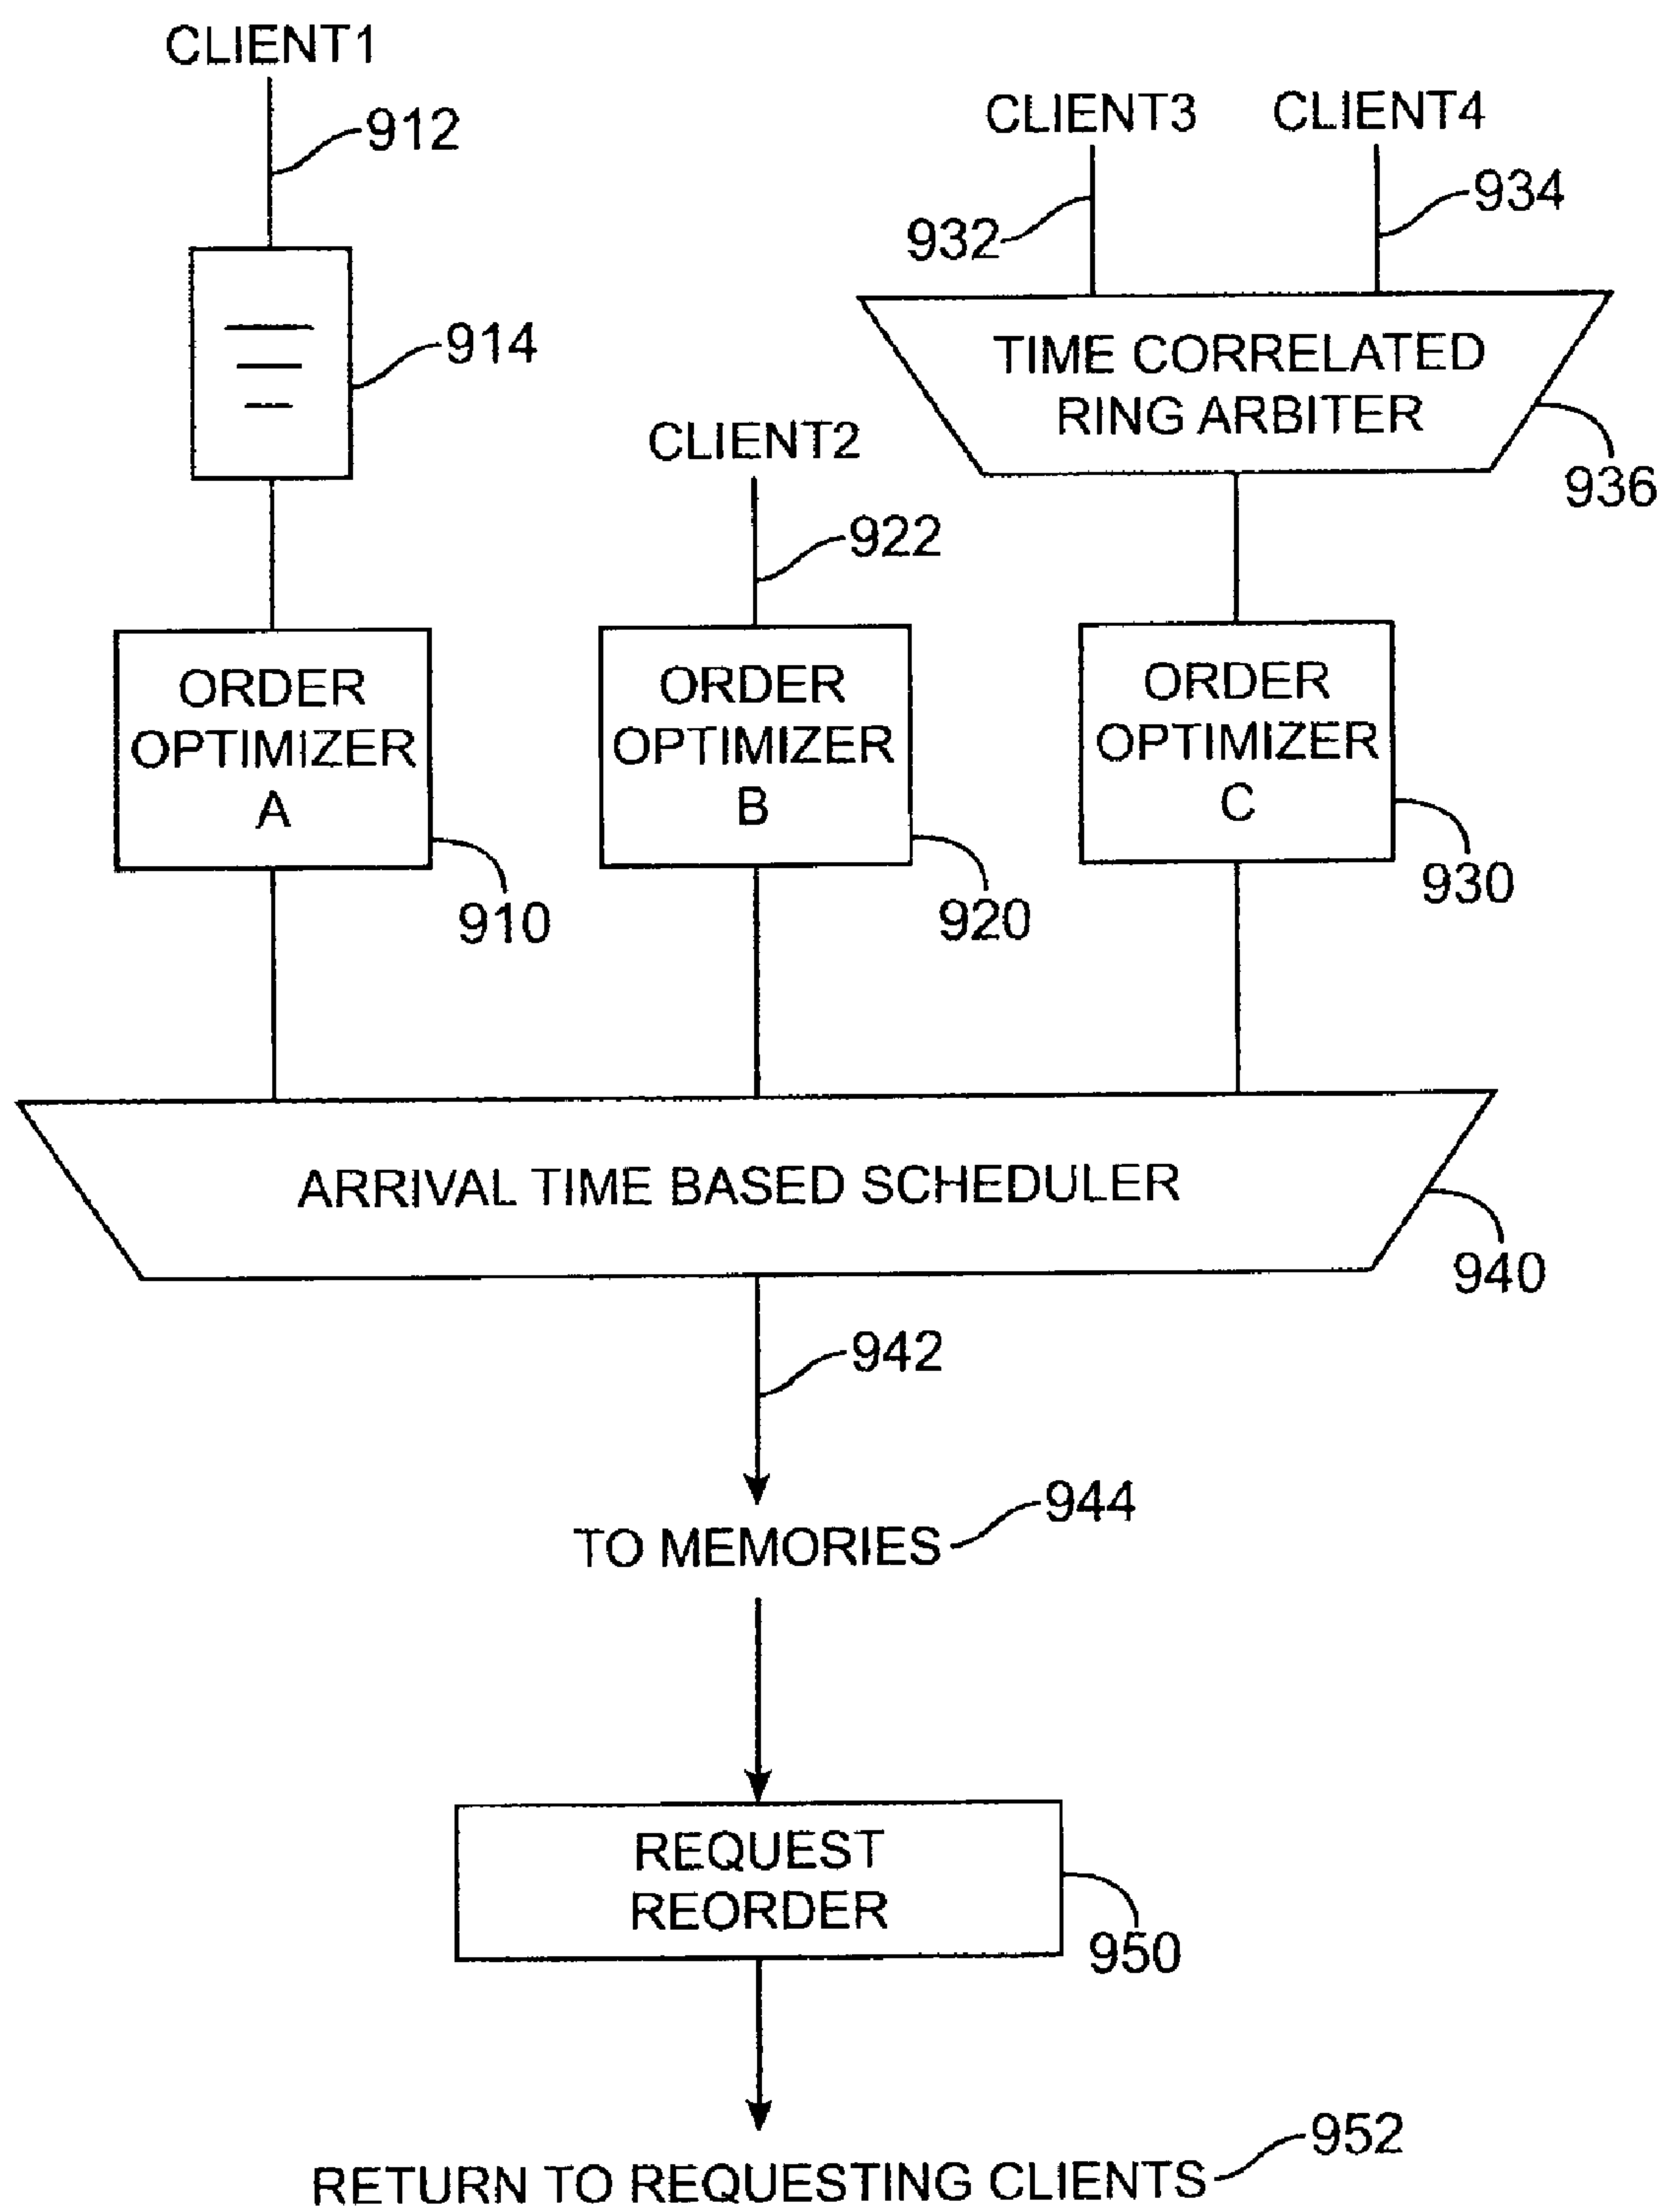 CLIENT1
912
CLIENT3
CLIENT4
934
932
914
TIME CORRELATED
RING ARBITER
936
CLIENT2
922
ORDER
OPTIMIZER
A
910
ORDER
OPTIMIZER
B
920
ORDER
OPTIMIZER
C
930
ARRIVAL TIME BASED SCHEDULER
940
942
TO MEMORIES
944
REQUEST
REORDER
950
RETURN TO REQUESTING CLIENTS
952